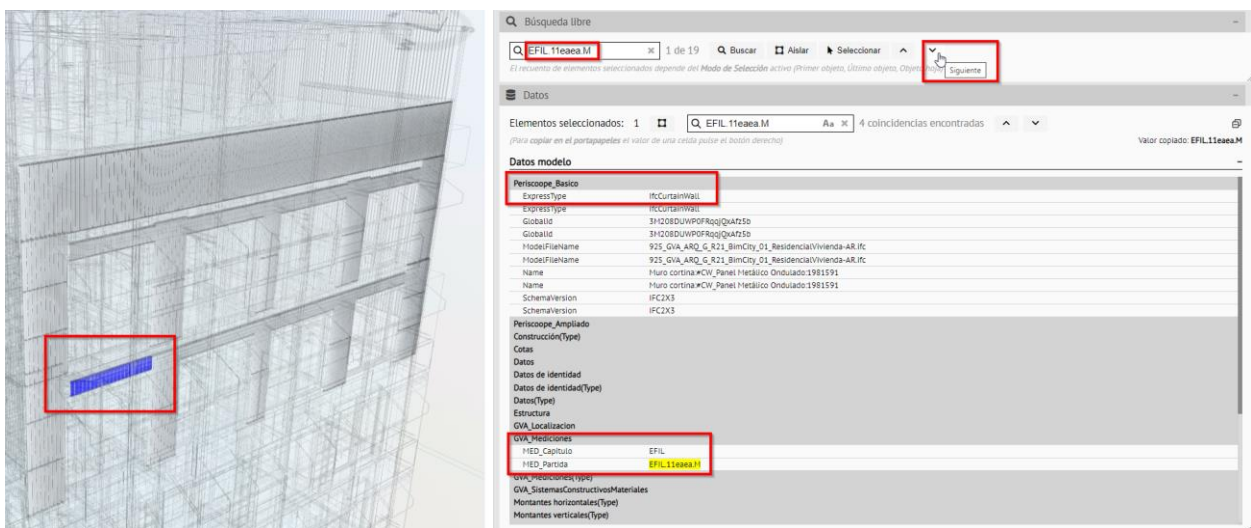 Búsqueda libre
EFIL.11eaea.M 1 de 19 Buscar Aislar Seleccionar
El recuento de elementos seleccionados depende del Modo de Selección activo (Primer objeto, Último objeto, Objeto
Siguiente
Datos
Elementos seleccionados: 1 EFIL.11eaea.M Aa 4 coincidencias encontradas
(Para copiar en el portapapeles el valor de una celda pulse el botón derecho) Valor copiado: EFIL.11eaea.M
Datos modelo
Periscoope_Basico
ExpressType IfcCurtainWall
ExpressType IfcCurtainWall
GlobalId
GlobalId
ModelFileName 925_GVA_ARQ_G_R21_BimCity_01_ResidencialVivienda-AR.ifc
ModelFileName 925_GVA_ARQ_G_R21_BimCity_01_ResidencialVivienda-AR.ifc
Name Muro cortina:#CW_Panel Metálico Ondulado:1981591
Name Muro cortina:#CW_Panel Metálico Ondulado:1981591
SchemaVersion IFC2X3
SchemaVersion IFC2X3
Periscoope_Ampliado
Construcción(Type)
Cotas
Datos
Datos de identidad
Datos de identidad(Type)
Datos(Type)
Estructura
GVA_Localizacion
GVA_Mediciones
MED_Capitulo EFIL
MED_Partida EFIL.11eaea.M
GVA_Mediciones(Type)
GVA_SistemasConstructivosMateriales
Montantes horizontales(Type)
Montantes verticales(Type)